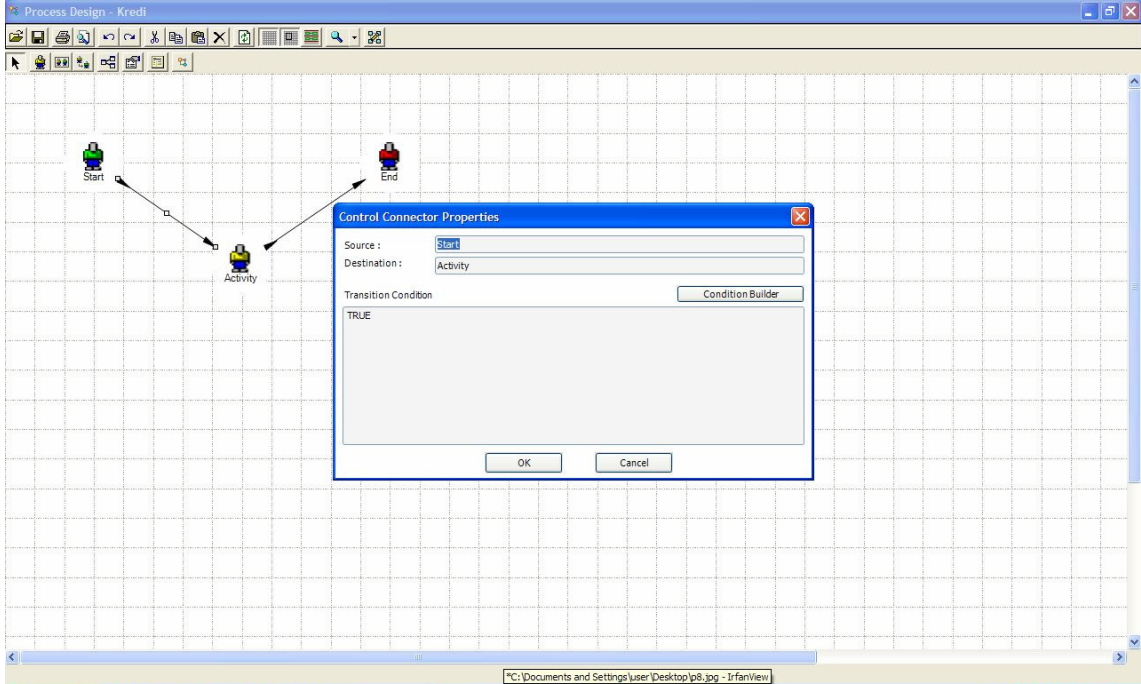 Process Design - Kredi
Start
End
Activity
Control Connector Properties
Source :
Start
Destination :
Activity
Transition Condition
Condition Builder
TRUE
OK
Cancel
*C:\Documents and Settings\user\Desktop\p8.jpg - IrfanView